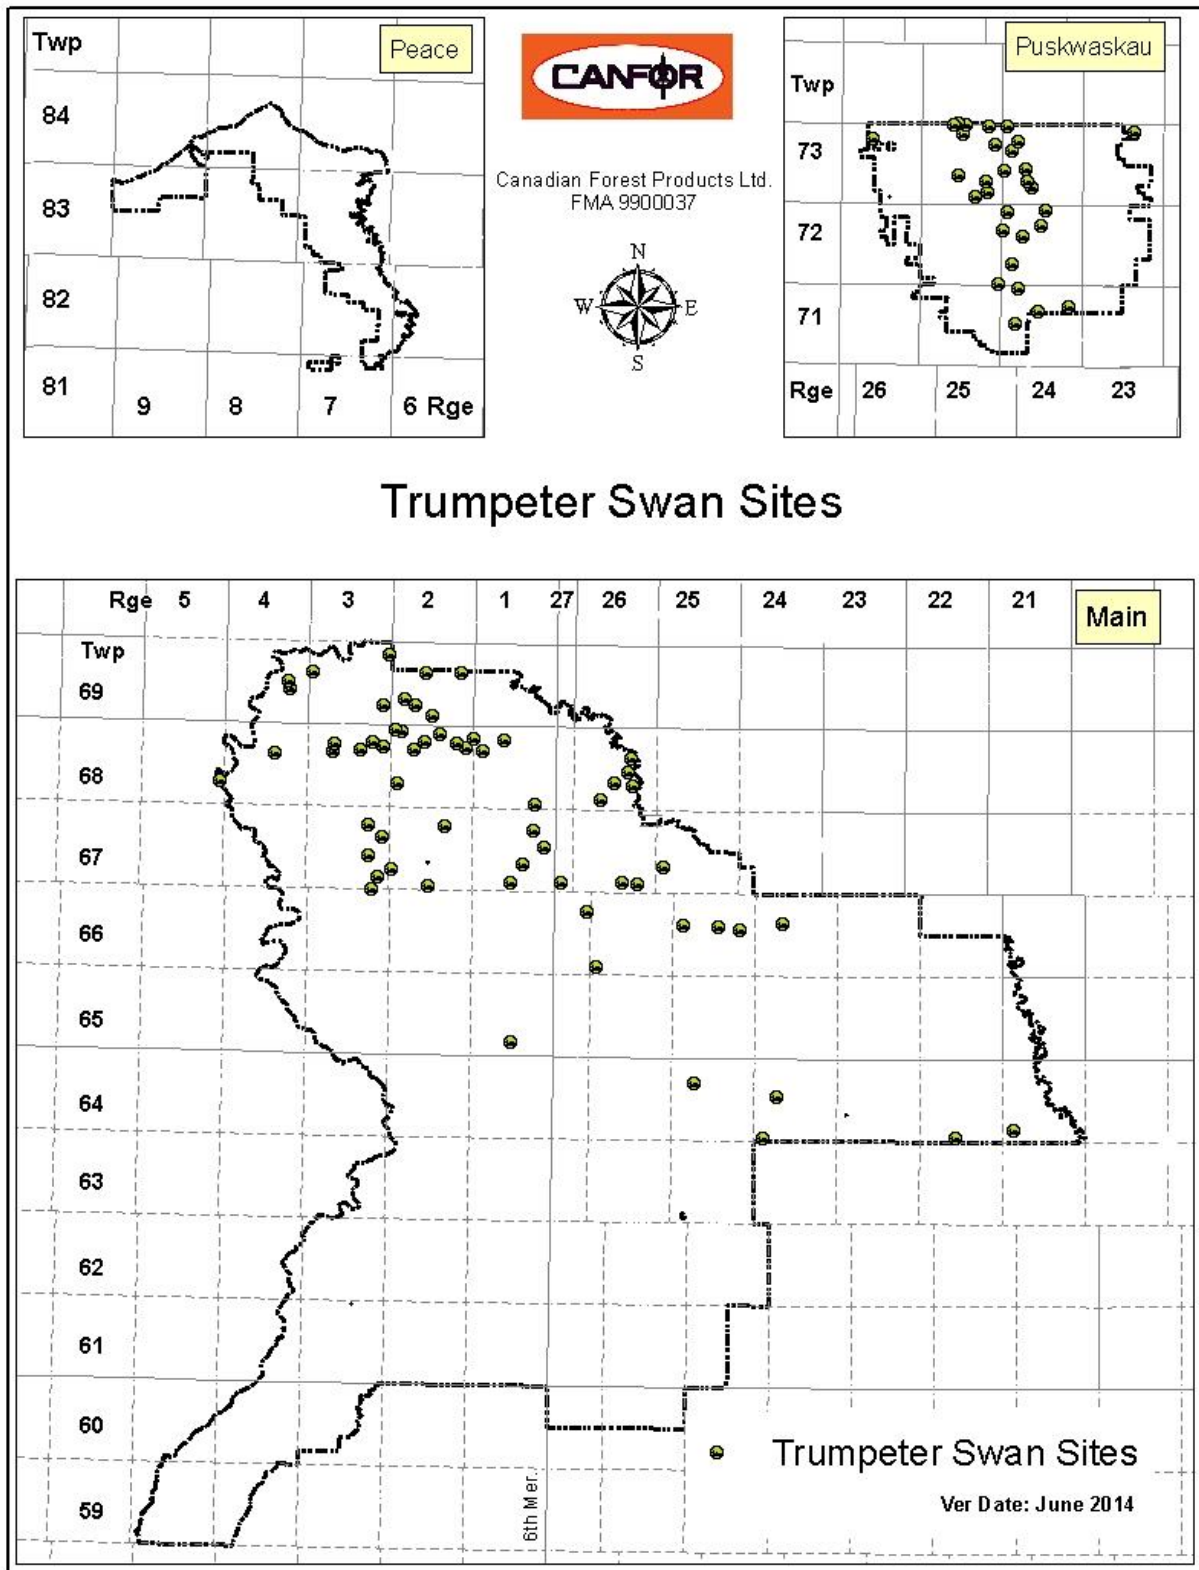 Twp
Peace
84
83
82
81
9 8 7 6 Rge
CANFOR
Canadian Forest Products Ltd.
FMA 9900037
N
W E
S
Puskwaskau
Twp
73
72
71
Rge 26 25 24 23
Trumpeter Swan Sites
Rge 5 4 3 2 1 27 26 25 24 23 22 21
Main
Twp
69
68
67
66
65
64
63
62
61
60
59
6th Mer.
Trumpeter Swan Sites
Ver Date: June 2014